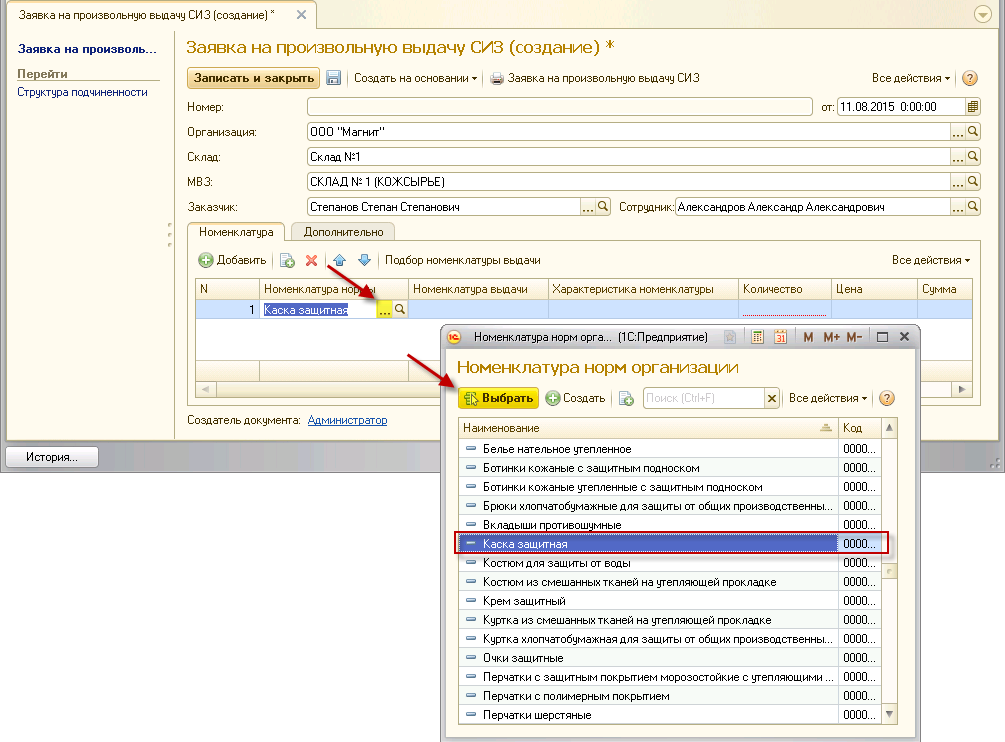 Заявка на произвольную выдачу СИЗ (создание) *
Заявка на произволь...
Перейти
Структура подчиненности
Заявка на произвольную выдачу СИЗ (создание) *
Записать и закрыть Создать на основании Заявка на произвольную выдачу СИЗ Все действия ?
Номер: от: 11.08.2015 0:00:00
Организация: ООО "Магнит" ...
Склад: Склад №1 ...
МВЗ: СКЛАД № 1 (КОЖСЫРЬЕ) ...
Заказчик: Степанов Степан Степанович ... Сотрудник: Александров Александр Александрович ...
Номенклатура Дополнительно
Добавить Подбор номенклатуры выдачи Все действия
N Номенклатура нормы Номенклатура выдачи Характеристика номенклатуры Количество Цена Сумма
1 Каска защитная ...
Создатель документа: Администратор
История...
Номенклатура норм орга... (1С:Предприятие) 31 M M+ M-
Номенклатура норм организации
Выбрать Создать Поиск (Ctrl+F) Все действия ?
Наименование Код
Белье нательное утепленное 0000...
Ботинки кожаные с защитным подноском 0000...
Ботинки кожаные утепленные с защитным подноском 0000...
Брюки хлопчатобумажные для защиты от общих производственны... 0000...
Вкладыши противошумные 0000...
Каска защитная 0000...
Костюм для защиты от воды 0000...
Костюм из смешанных тканей на утепляющей прокладке 0000...
Крем защитный 0000...
Куртка из смешанных тканей на утепляющей прокладке 0000...
Куртка хлопчатобумажная для защиты от общих производственны... 0000...
Очки защитные 0000...
Перчатки с защитным покрытием морозостойкие с утепляющими ... 0000...
Перчатки с полимерным покрытием 0000...
Перчатки шерстяные 0000...